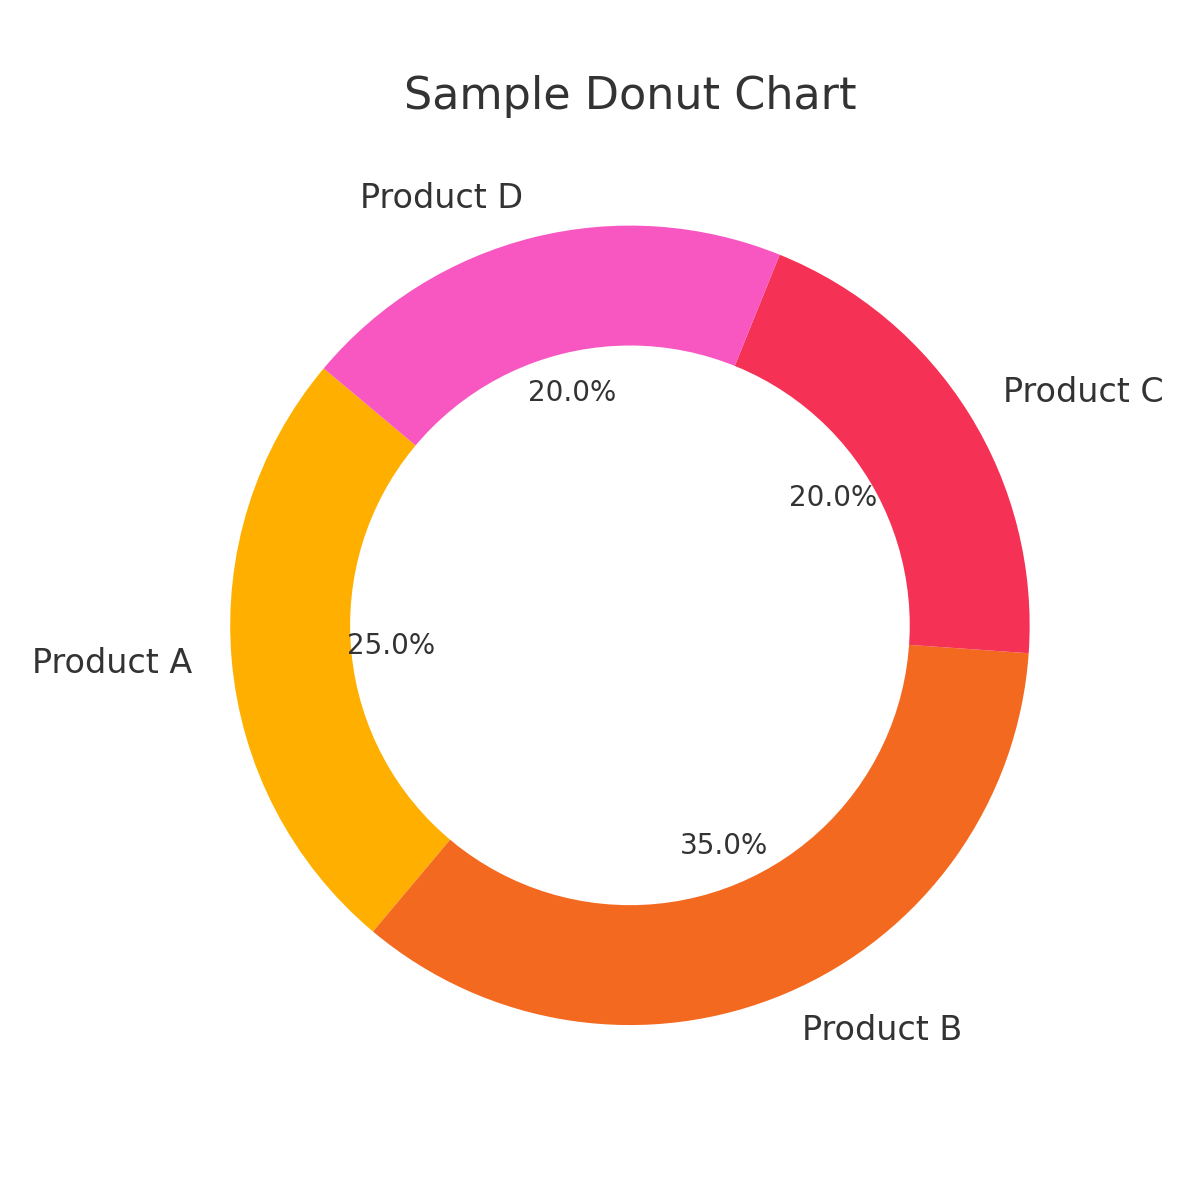 Sample Donut Chart
Product D
20.0%
Product C
20.0%
Product A
25.0%
35.0%
Product B